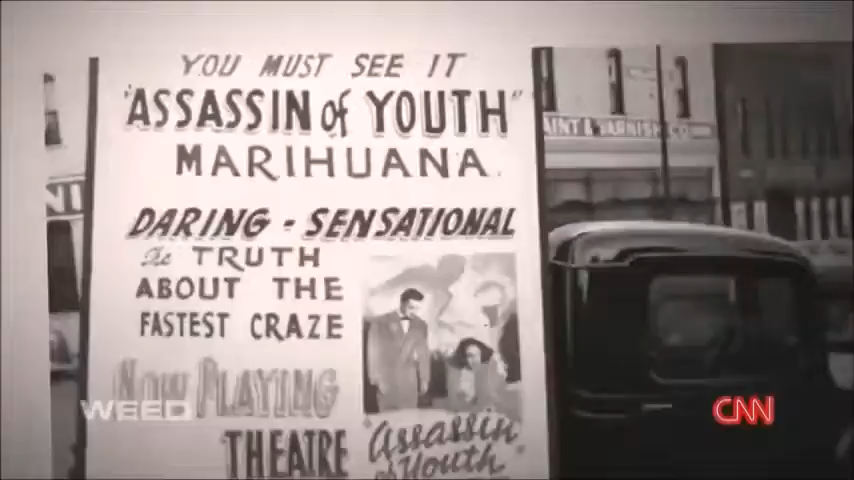 YOU MUST SEE IT
"ASSASSIN of YOUTH"
MARIHUANA
DARING - SENSATIONAL
The TRUTH
ABOUT THE
FASTEST CRAZE
NOW PLAYING
THEATRE
"Assassin
of Youth
AINT & VARNISH CO
NI
WEED
CNN